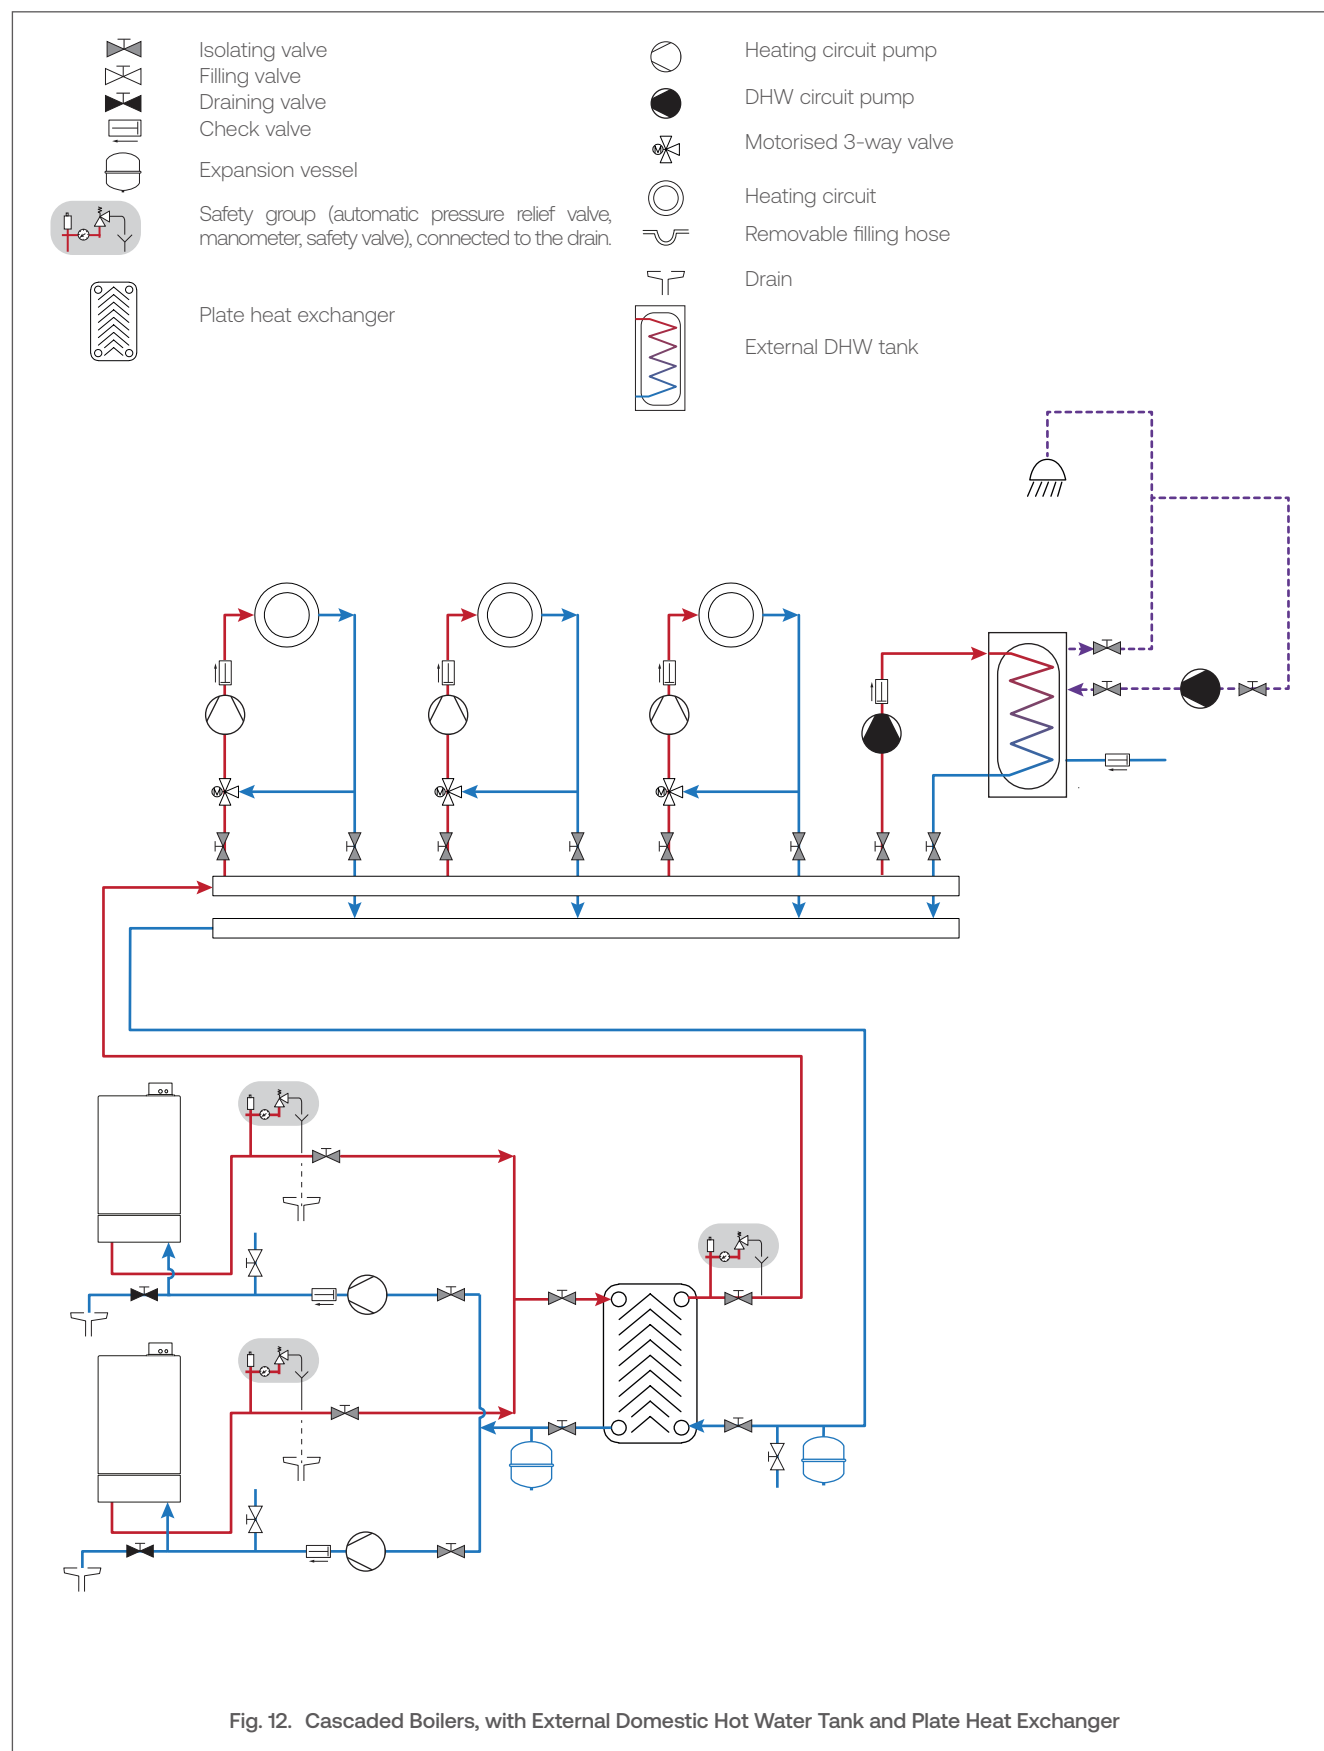 Isolating valve
Filling valve
Draining valve
Check valve
Expansion vessel
Safety group (automatic pressure relief valve,
manometer, safety valve), connected to the drain.
Plate heat exchanger
Heating circuit pump
DHW circuit pump
M
Motorised 3-way valve
Heating circuit
Removable filling hose
Drain
External DHW tank
M
M
M
Fig. 12. Cascaded Boilers, with External Domestic Hot Water Tank and Plate Heat Exchanger